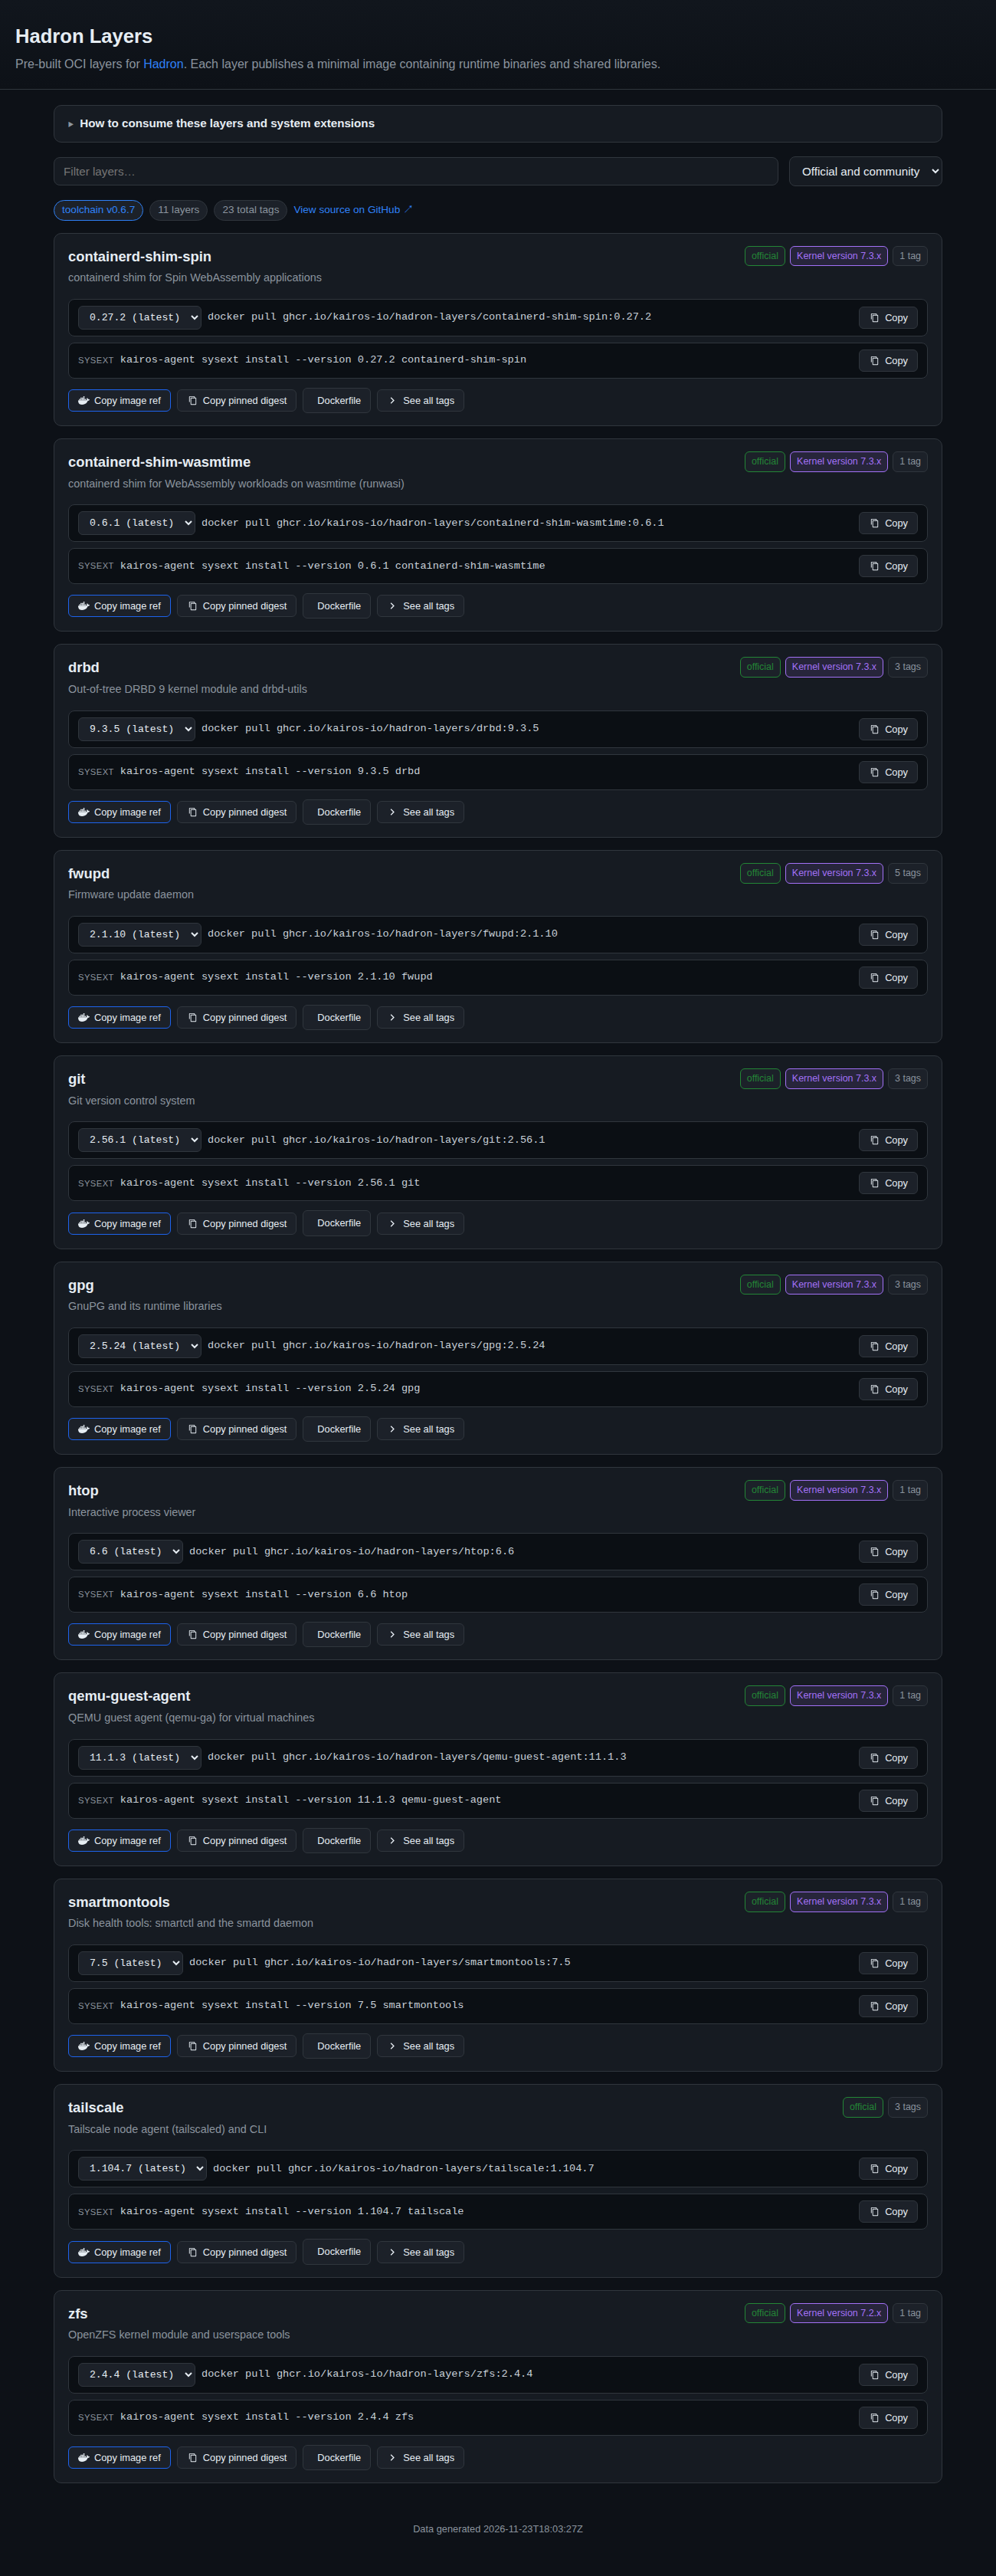 Hadron Layers
Pre-built OCI layers for Hadron. Each layer publishes a minimal image containing runtime binaries and shared libraries.
▸ How to consume these layers and system extensions
Filter layers… Official and community
toolchain v0.6.7 11 layers 23 total tags View source on GitHub ↗
containerd-shim-spin official Kernel version 7.3.x 1 tag
containerd shim for Spin WebAssembly applications
0.27.2 (latest) docker pull ghcr.io/kairos-io/hadron-layers/containerd-shim-spin:0.27.2 Copy
SYSEXT kairos-agent sysext install --version 0.27.2 containerd-shim-spin Copy
Copy image ref Copy pinned digest Dockerfile See all tags
containerd-shim-wasmtime official Kernel version 7.3.x 1 tag
containerd shim for WebAssembly workloads on wasmtime (runwasi)
0.6.1 (latest) docker pull ghcr.io/kairos-io/hadron-layers/containerd-shim-wasmtime:0.6.1 Copy
SYSEXT kairos-agent sysext install --version 0.6.1 containerd-shim-wasmtime Copy
Copy image ref Copy pinned digest Dockerfile See all tags
drbd official Kernel version 7.3.x 3 tags
Out-of-tree DRBD 9 kernel module and drbd-utils
9.3.5 (latest) docker pull ghcr.io/kairos-io/hadron-layers/drbd:9.3.5 Copy
SYSEXT kairos-agent sysext install --version 9.3.5 drbd Copy
Copy image ref Copy pinned digest Dockerfile See all tags
fwupd official Kernel version 7.3.x 5 tags
Firmware update daemon
2.1.10 (latest) docker pull ghcr.io/kairos-io/hadron-layers/fwupd:2.1.10 Copy
SYSEXT kairos-agent sysext install --version 2.1.10 fwupd Copy
Copy image ref Copy pinned digest Dockerfile See all tags
git official Kernel version 7.3.x 3 tags
Git version control system
2.56.1 (latest) docker pull ghcr.io/kairos-io/hadron-layers/git:2.56.1 Copy
SYSEXT kairos-agent sysext install --version 2.56.1 git Copy
Copy image ref Copy pinned digest Dockerfile See all tags
gpg official Kernel version 7.3.x 3 tags
GnuPG and its runtime libraries
2.5.24 (latest) docker pull ghcr.io/kairos-io/hadron-layers/gpg:2.5.24 Copy
SYSEXT kairos-agent sysext install --version 2.5.24 gpg Copy
Copy image ref Copy pinned digest Dockerfile See all tags
htop official Kernel version 7.3.x 1 tag
Interactive process viewer
6.6 (latest) docker pull ghcr.io/kairos-io/hadron-layers/htop:6.6 Copy
SYSEXT kairos-agent sysext install --version 6.6 htop Copy
Copy image ref Copy pinned digest Dockerfile See all tags
qemu-guest-agent official Kernel version 7.3.x 1 tag
QEMU guest agent (qemu-ga) for virtual machines
11.1.3 (latest) docker pull ghcr.io/kairos-io/hadron-layers/qemu-guest-agent:11.1.3 Copy
SYSEXT kairos-agent sysext install --version 11.1.3 qemu-guest-agent Copy
Copy image ref Copy pinned digest Dockerfile See all tags
smartmontools official Kernel version 7.3.x 1 tag
Disk health tools: smartctl and the smartd daemon
7.5 (latest) docker pull ghcr.io/kairos-io/hadron-layers/smartmontools:7.5 Copy
SYSEXT kairos-agent sysext install --version 7.5 smartmontools Copy
Copy image ref Copy pinned digest Dockerfile See all tags
tailscale official 3 tags
Tailscale node agent (tailscaled) and CLI
1.104.7 (latest) docker pull ghcr.io/kairos-io/hadron-layers/tailscale:1.104.7 Copy
SYSEXT kairos-agent sysext install --version 1.104.7 tailscale Copy
Copy image ref Copy pinned digest Dockerfile See all tags
zfs official Kernel version 7.2.x 1 tag
OpenZFS kernel module and userspace tools
2.4.4 (latest) docker pull ghcr.io/kairos-io/hadron-layers/zfs:2.4.4 Copy
SYSEXT kairos-agent sysext install --version 2.4.4 zfs Copy
Copy image ref Copy pinned digest Dockerfile See all tags
Data generated 2026-11-23T18:03:27Z